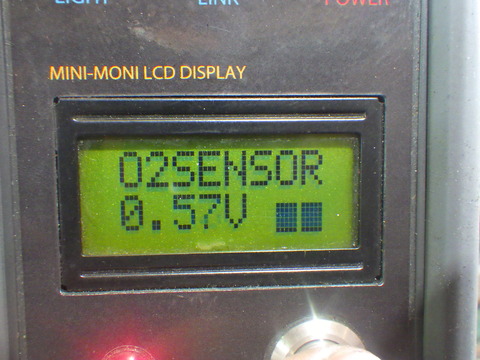 LIGHT LINK POWER
MINI-MONI LCD DISPLAY
O2SENSOR
0.57V